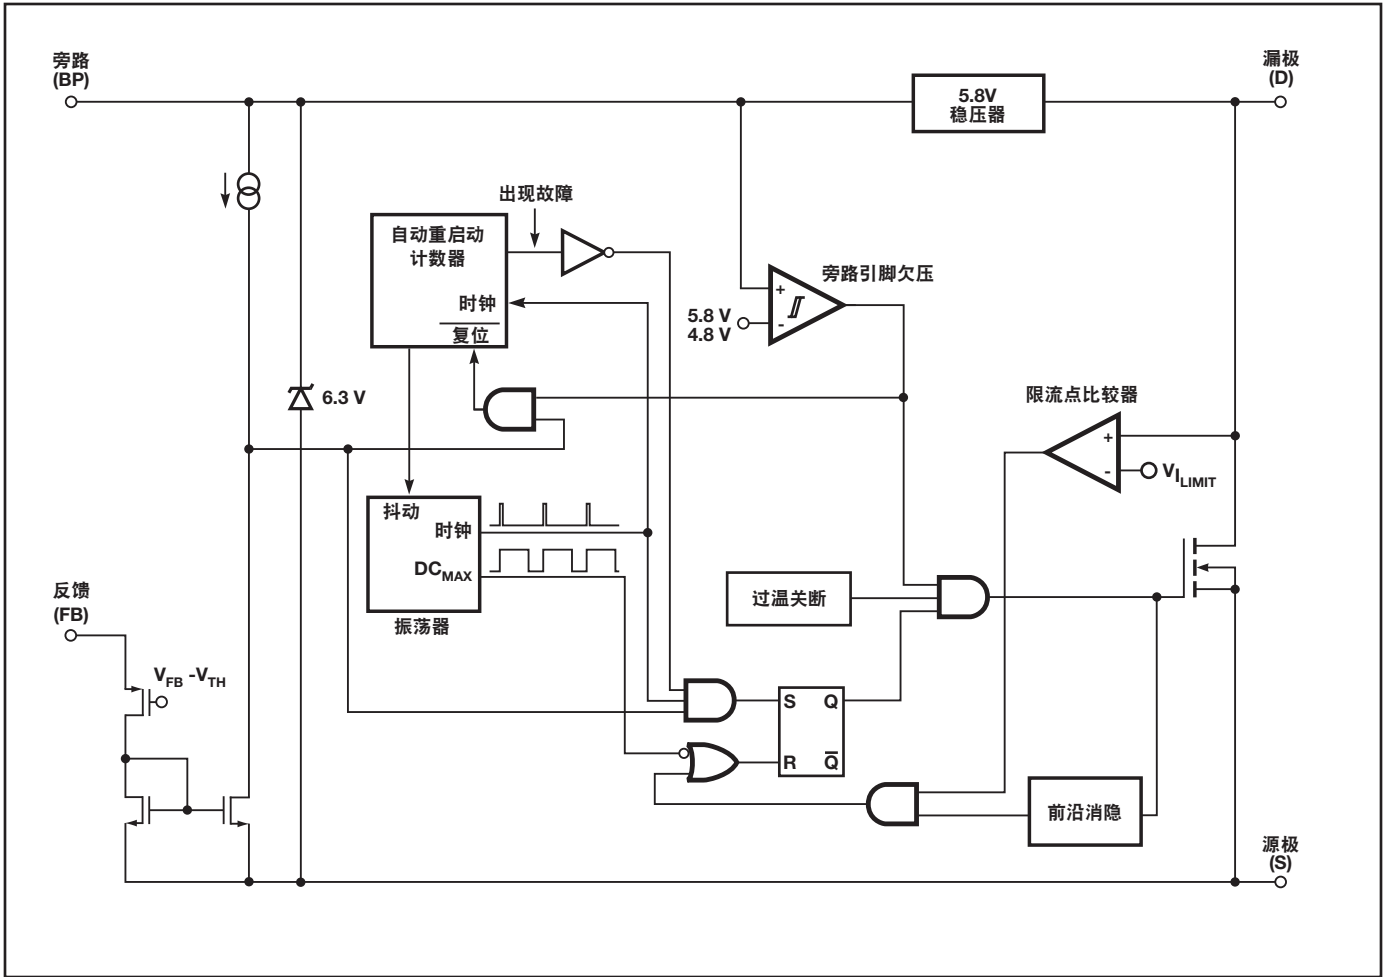 旁路
(BP)
漏极
(D)
5.8V
稳压器
出现故障
自动重启动
计数器
时钟
复位
旁路引脚欠压
+
-
5.8 V
4.8 V
6.3 V
限流点比较器
+
-
VILIMIT
抖动
时钟
DCMAX
振荡器
反馈
(FB)
VFB -VTH
过温关断
S Q
R Q̅
前沿消隐
源极
(S)